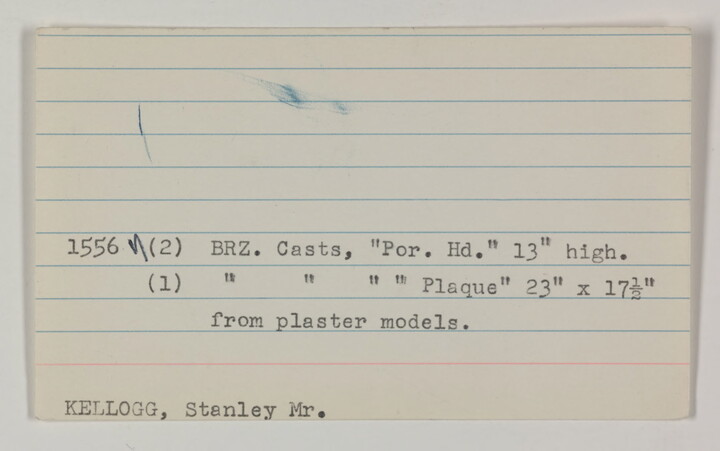 1556 (2) BRZ. Casts, "Por. Hd." 13" high.
(1) " " " " Plaque" 23" x 17½"
from plaster models.
KELLOGG, Stanley Mr.